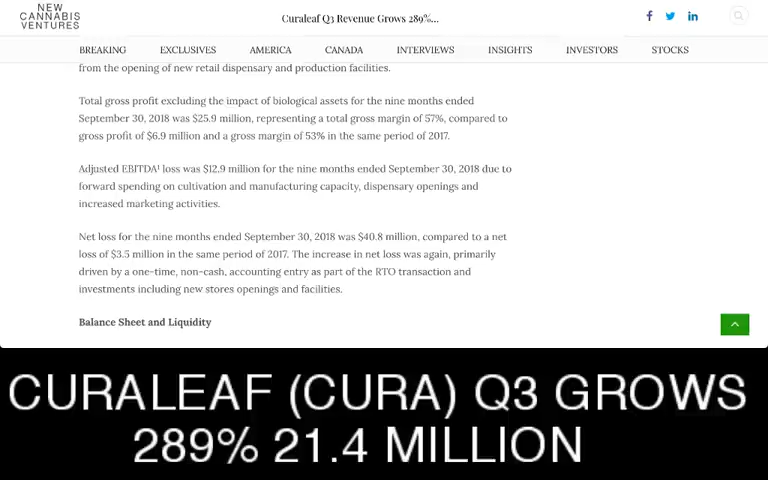 NEW
CANNABIS
VENTURES
Curaleaf Q3 Revenue Grows 289%...
BREAKING EXCLUSIVES AMERICA CANADA INTERVIEWS INSIGHTS INVESTORS STOCKS
from the opening of new retail dispensary and production facilities.
Total gross profit excluding the impact of biological assets for the nine months ended
September 30, 2018 was $25.9 million, representing a total gross margin of 57%, compared to
gross profit of $6.9 million and a gross margin of 53% in the same period of 2017.
Adjusted EBITDA¹ loss was $12.9 million for the nine months ended September 30, 2018 due to
forward spending on cultivation and manufacturing capacity, dispensary openings and
increased marketing activities.
Net loss for the nine months ended September 30, 2018 was $40.8 million, compared to a net
loss of $3.5 million in the same period of 2017. The increase in net loss was again, primarily
driven by a one-time, non-cash, accounting entry as part of the RTO transaction and
investments including new stores openings and facilities.
Balance Sheet and Liquidity
CURALEAF (CURA) Q3 GROWS
289% 21.4 MILLION